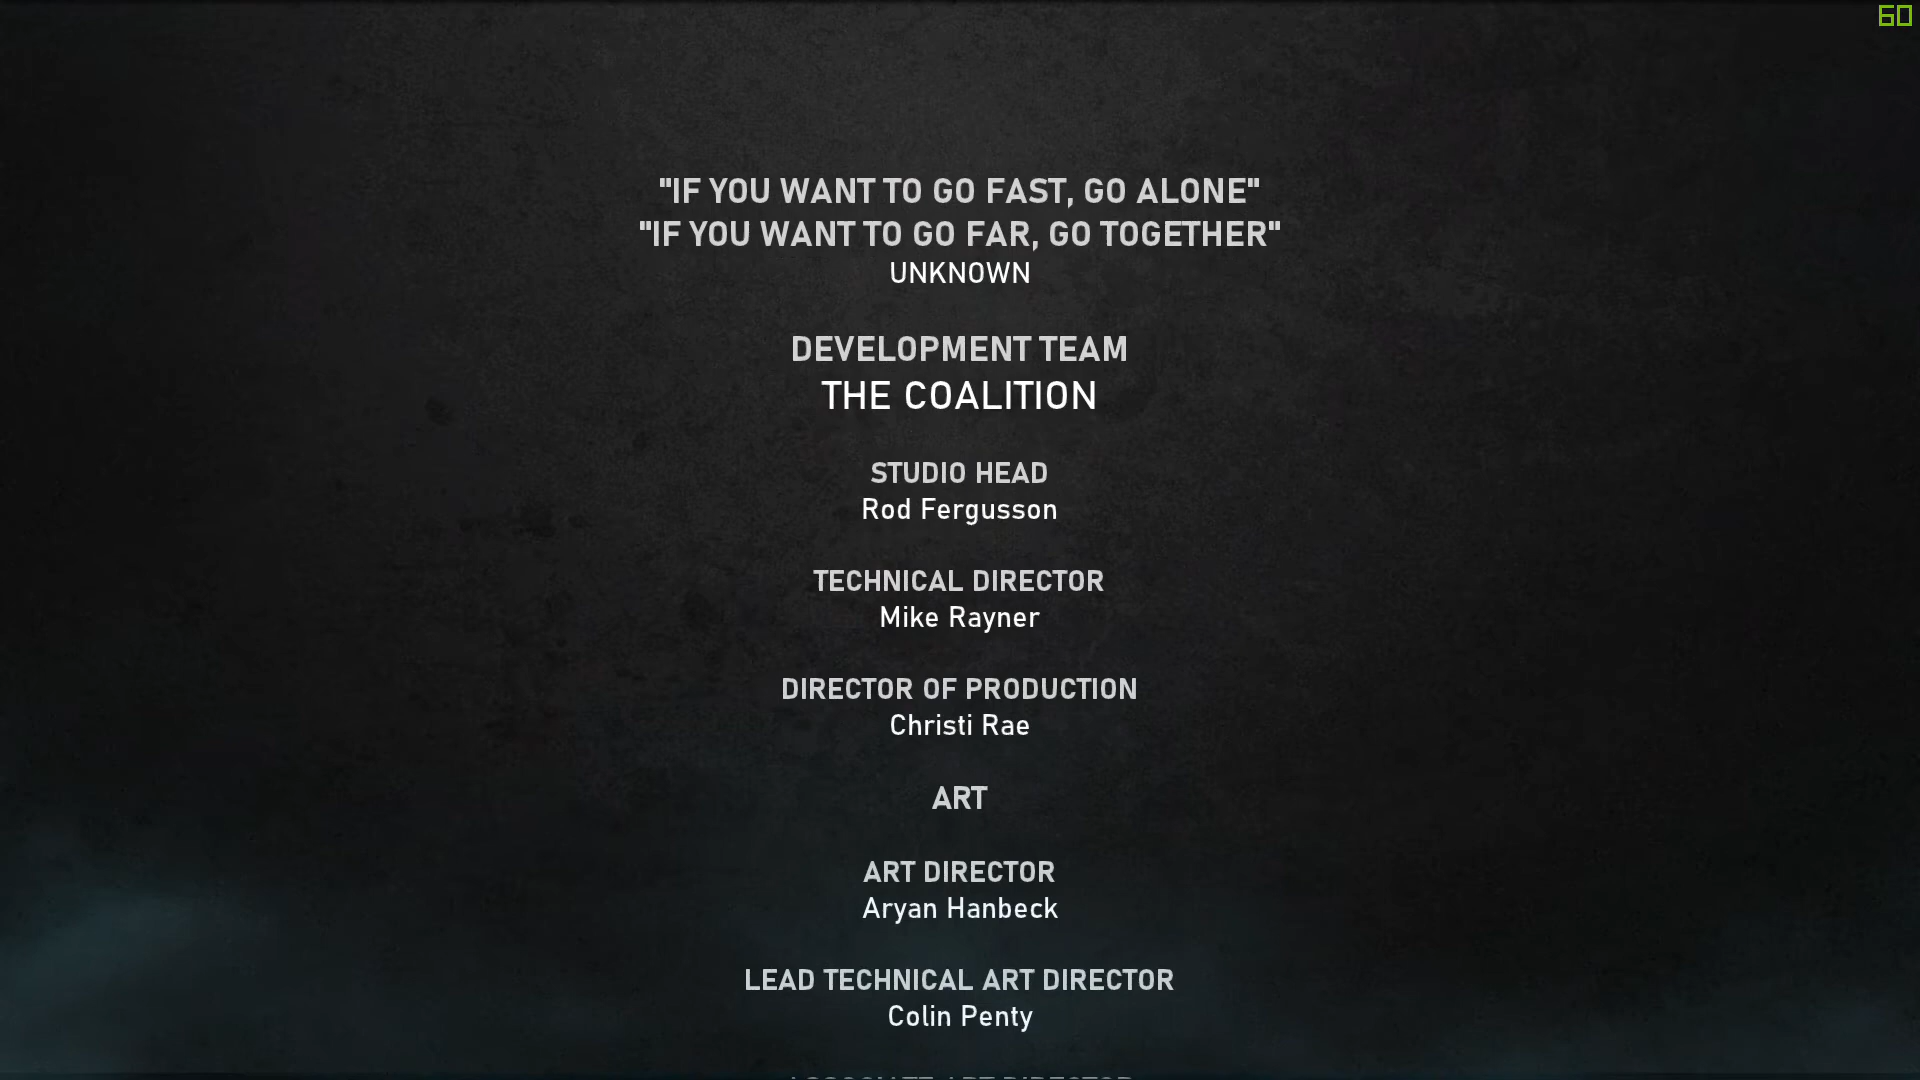 60
"IF YOU WANT TO GO FAST, GO ALONE"
"IF YOU WANT TO GO FAR, GO TOGETHER"
UNKNOWN
DEVELOPMENT TEAM
THE COALITION
STUDIO HEAD
Rod Fergusson
TECHNICAL DIRECTOR
Mike Rayner
DIRECTOR OF PRODUCTION
Christi Rae
ART
ART DIRECTOR
Aryan Hanbeck
LEAD TECHNICAL ART DIRECTOR
Colin Penty